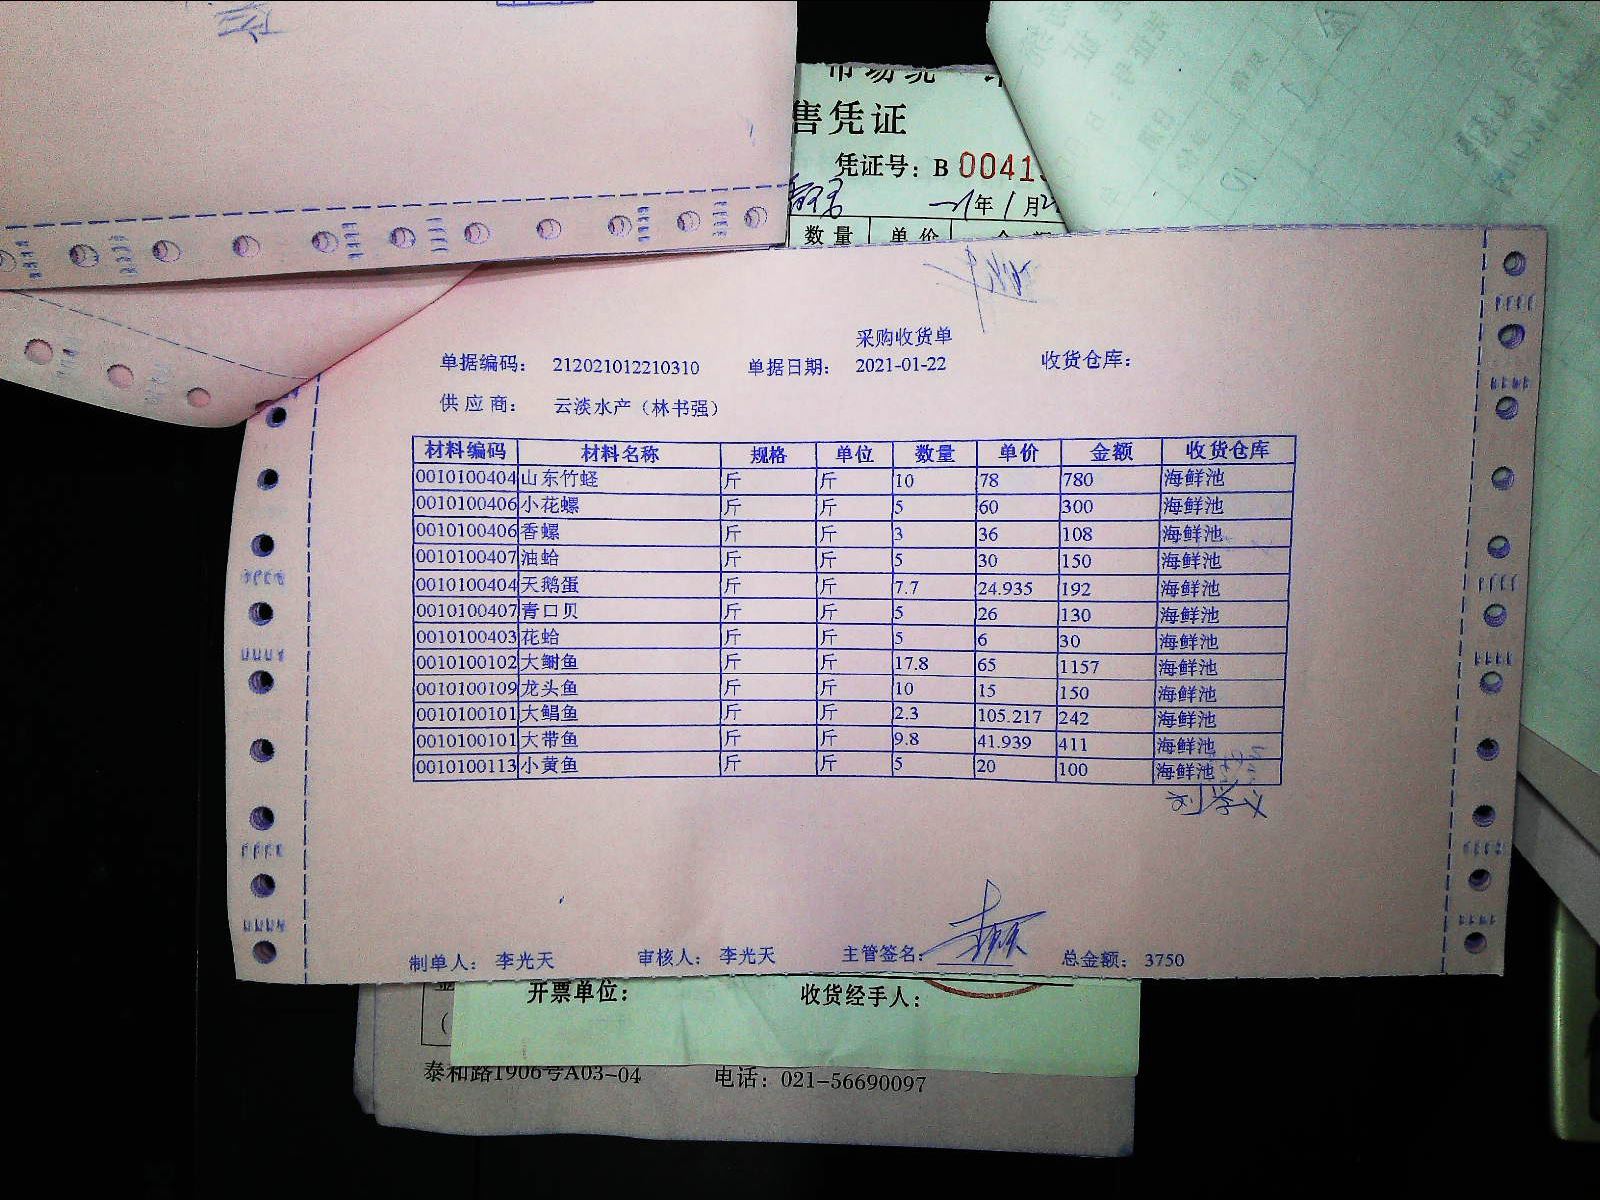 售凭证
凭证号：B 0041
年1月
数量 单价 金额
采购收货单
单据编码： 212021012210310 单据日期： 2021-01-22 收货仓库：
供应商： 云淡水产（林书强）
材料编码 材料名称 规格 单位 数量 单价 金额 收货仓库
0010100404 山东竹蛏 斤 斤 10 78 780 海鲜池
0010100406 小花螺 斤 斤 5 60 300 海鲜池
0010100406 香螺 斤 斤 3 36 108 海鲜池
0010100407 油蛤 斤 斤 5 30 150 海鲜池
0010100404 天鹅蛋 斤 斤 7.7 24.935 192 海鲜池
0010100407 青口贝 斤 斤 5 26 130 海鲜池
0010100403 花蛤 斤 斤 5 6 30 海鲜池
0010100102 大鲥鱼 斤 斤 17.8 65 1157 海鲜池
0010100109 龙头鱼 斤 斤 10 15 150 海鲜池
0010100101 大鲳鱼 斤 斤 2.3 105.217 242 海鲜池
0010100101 大带鱼 斤 斤 9.8 41.939 411 海鲜池
0010100113 小黄鱼 斤 斤 5 20 100 海鲜池
制单人： 李光天 审核人： 李光天 主管签名： 总金额： 3750
开票单位： 收货经手人：
泰和路1906号A03-04 电话：021-56690097